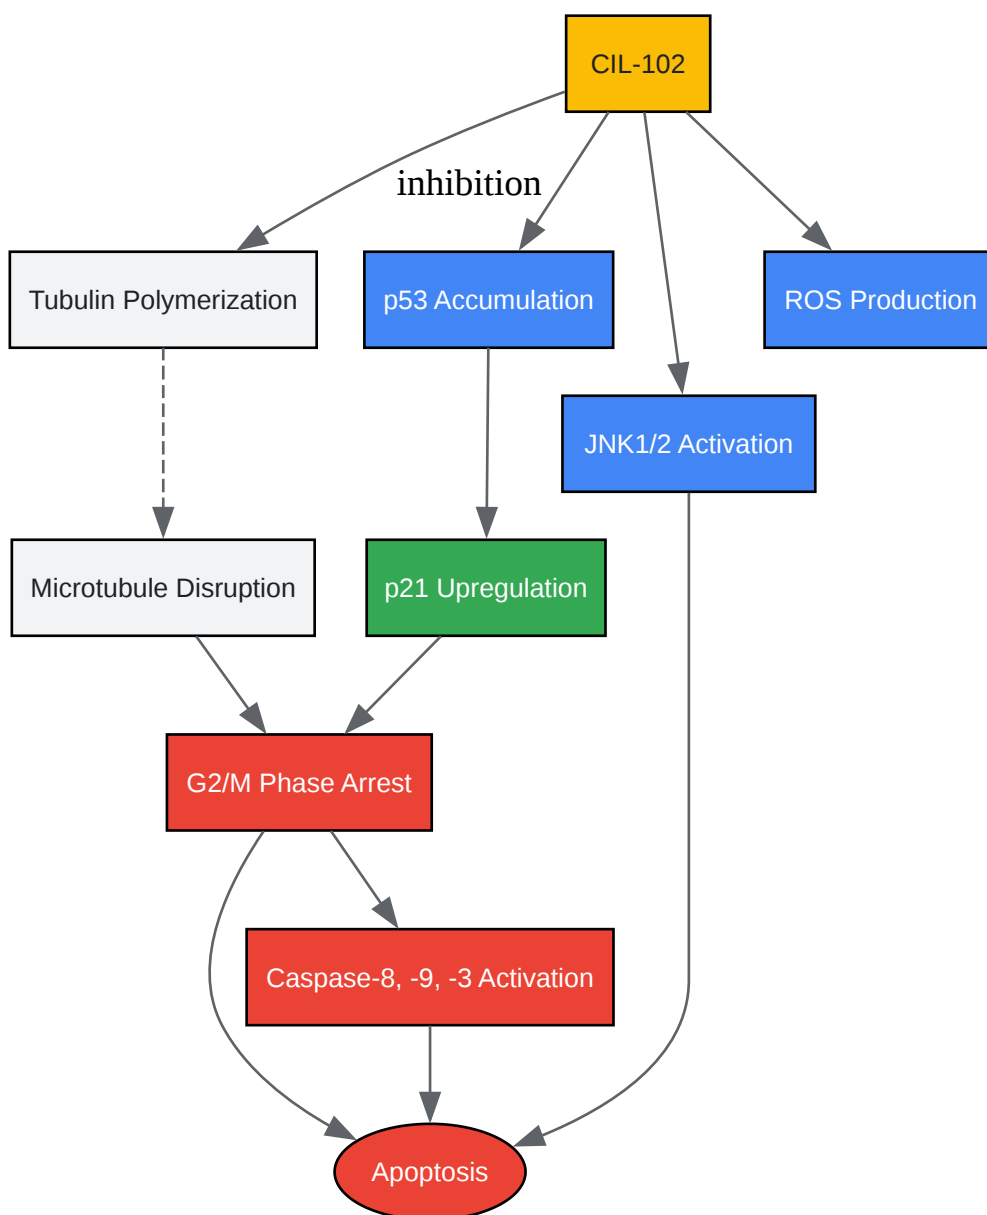 CIL-102
inhibition
Tubulin Polymerization
p53 Accumulation
ROS Production
JNK1/2 Activation
Microtubule Disruption
p21 Upregulation
G2/M Phase Arrest
Caspase-8, -9, -3 Activation
Apoptosis